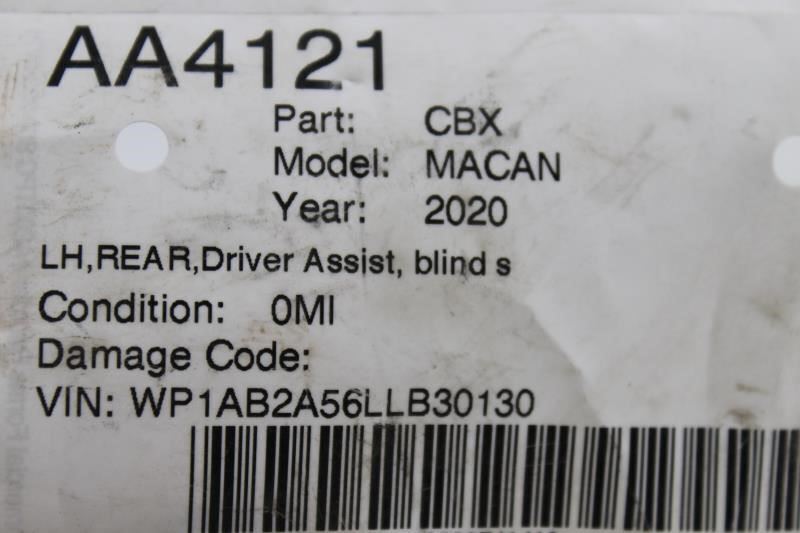 AA4121
Part: CBX
Model: MACAN
Year: 2020
LH,REAR,Driver Assist, blind s
Condition: 0MI
Damage Code:
VIN: WP1AB2A56LLB30130